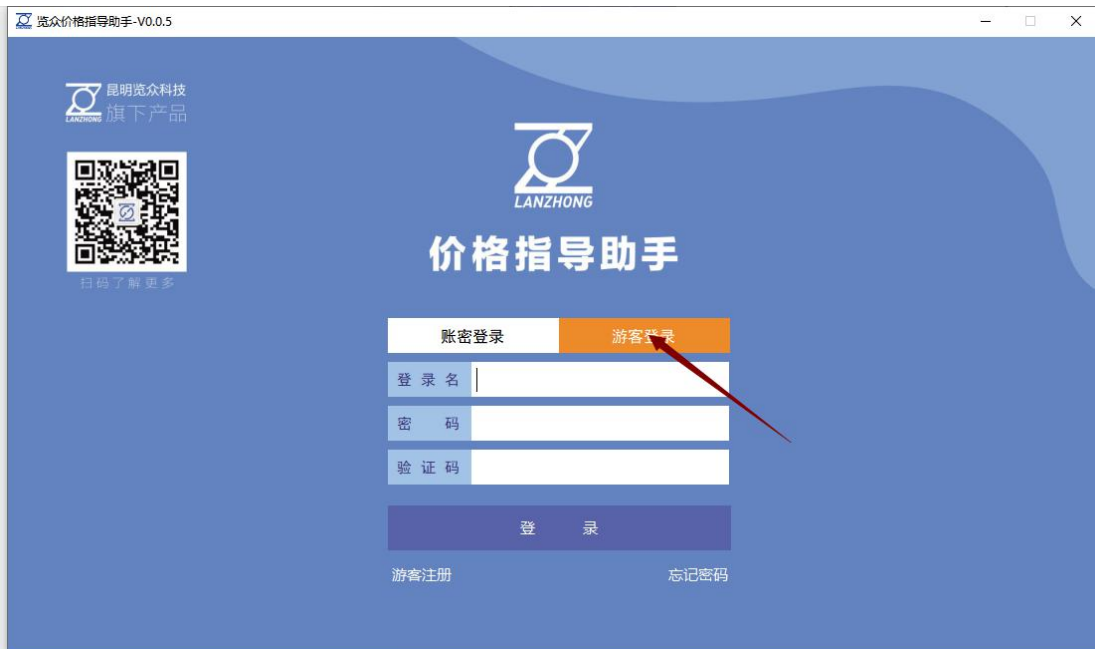 览众价格指导助手-V0.0.5
昆明览众科技
LANZHONG 旗下产品
扫码了解更多
LANZHONG
价格指导助手
账密登录 游客登录
登录名
密码
验证码
登录
游客注册 忘记密码